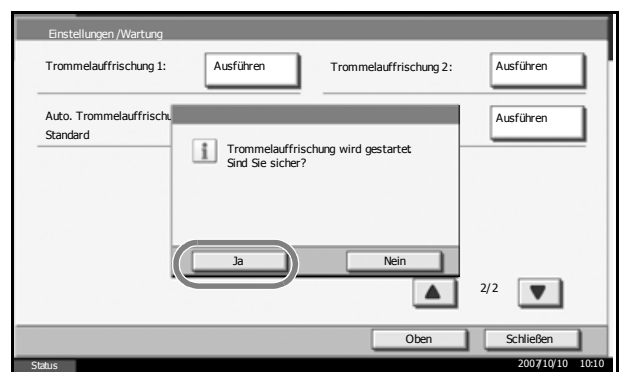 Einstellungen /Wartung
Trommelauffrischung 1:
Ausführen
Trommelauffrischung 2:
Ausführen
Auto. Trommelauffrischu
Standard
Ausführen
Trommelauffrischung wird gestartet
Sind Sie sicher?
Ja
Nein
2/2
Oben
Schließen
Status
2007/10/10 10:10